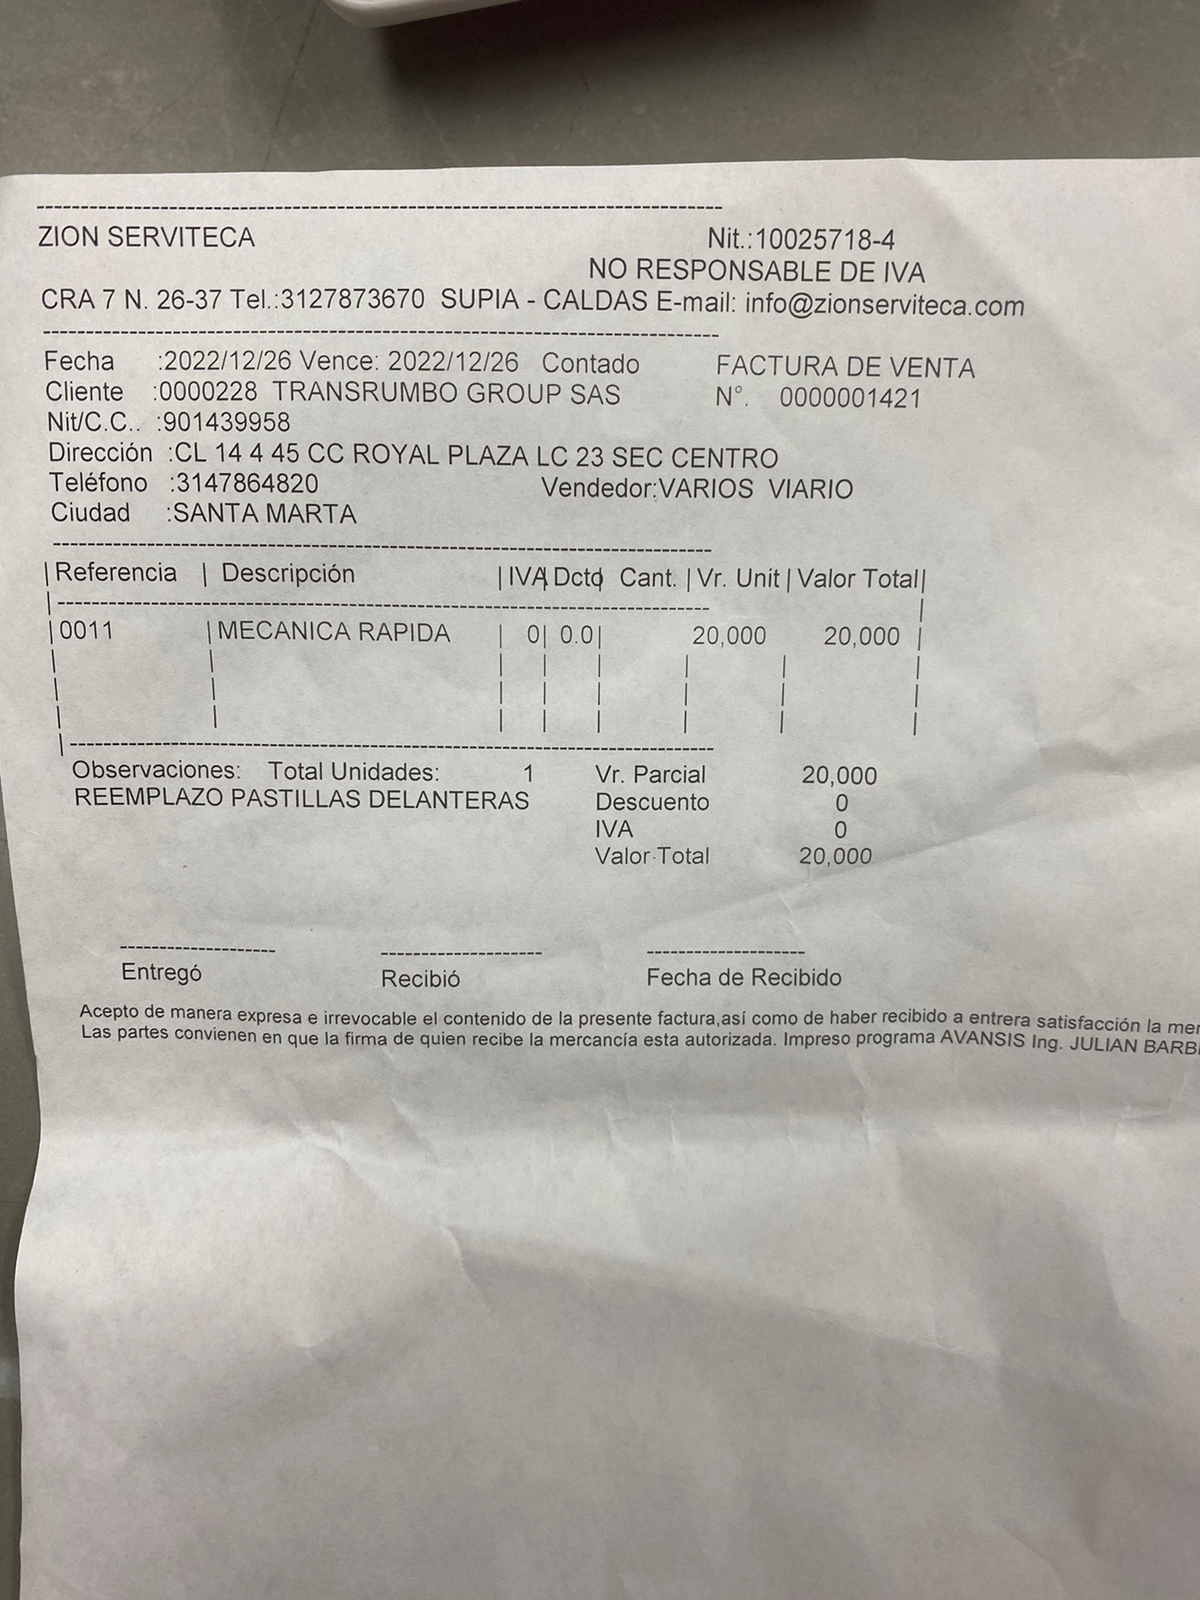 ZION SERVITECA Nit.:10025718-4
NO RESPONSABLE DE IVA
CRA 7 N. 26-37 Tel.:3127873670 SUPIA - CALDAS E-mail: info@zionserviteca.com
Fecha :2022/12/26 Vence: 2022/12/26 Contado FACTURA DE VENTA
Cliente :0000228 TRANSRUMBO GROUP SAS N°. 0000001421
Nit/C.C.. :901439958
Dirección :CL 14 4 45 CC ROYAL PLAZA LC 23 SEC CENTRO
Teléfono :3147864820 Vendedor:VARIOS VIARIO
Ciudad :SANTA MARTA
|Referencia | Descripción |IVA| Dcto| Cant. |Vr. Unit|Valor Total|
|0011 |MECANICA RAPIDA | 0| 0.0| 20,000 20,000 |
Observaciones: Total Unidades: 1 Vr. Parcial 20,000
REEMPLAZO PASTILLAS DELANTERAS Descuento 0
IVA 0
Valor Total 20,000
Entregó Recibió Fecha de Recibido
Acepto de manera expresa e irrevocable el contenido de la presente factura,así como de haber recibido a entrera satisfacción la
Las partes convienen en que la firma de quien recibe la mercancía esta autorizada. Impreso programa AVANSIS Ing. JULIAN